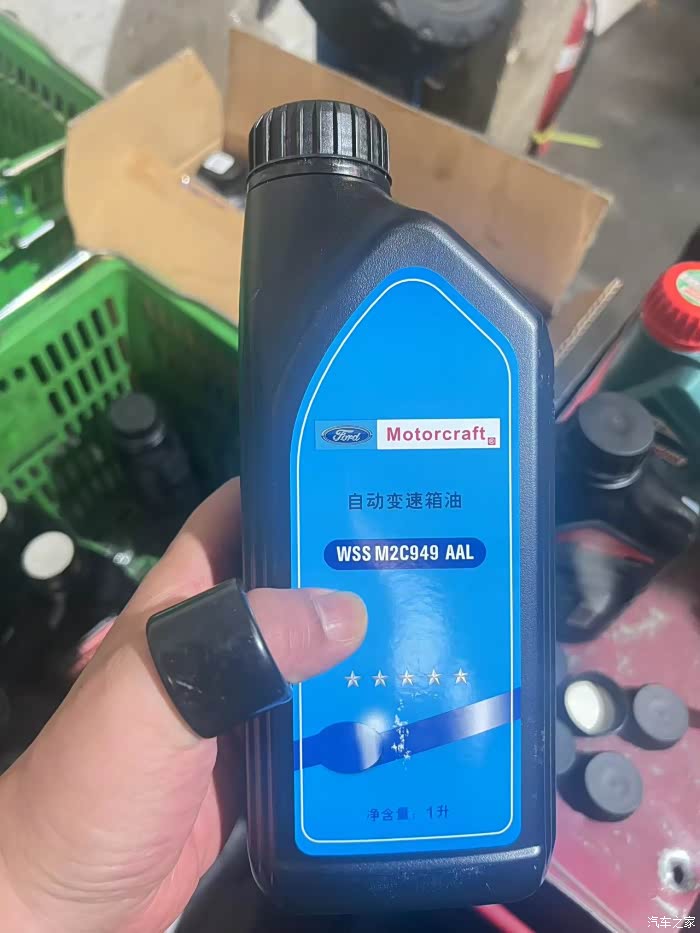 Ford Motorcraft
自动变速箱油
WSS M2C949 AAL
净含量：1升
汽车之家